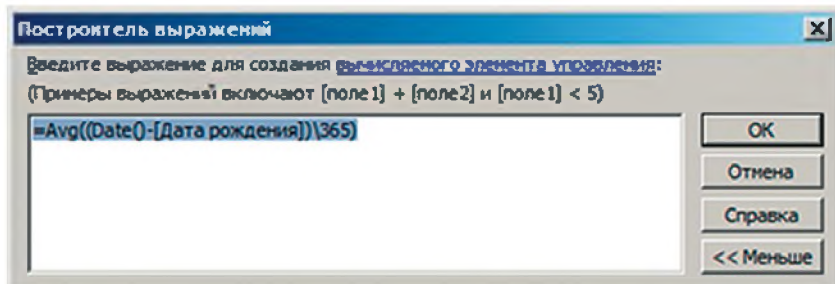 Построитель выражений
Введите выражение для создания вычисляемого элемента управления:
(Примеры выражений включают [поле1] + [поле2] и [поле1] < 5)
=Avg((Date()-[Дата рождения])\365)
OK
Отмена
Справка
<< Меньше